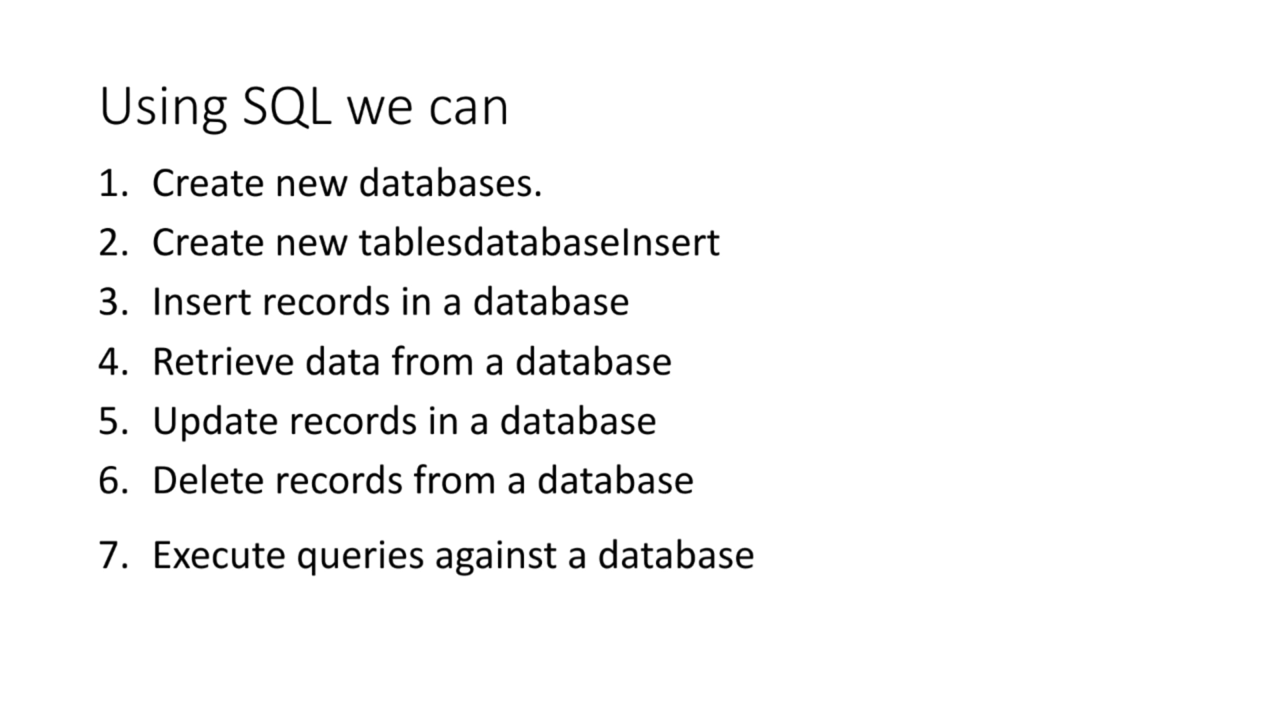 Using SQL we can
1. Create new databases.
2. Create new tablesdatabaseInsert
3. Insert records in a database
4. Retrieve data from a database
5. Update records in a database
6. Delete records from a database
7. Execute queries against a database